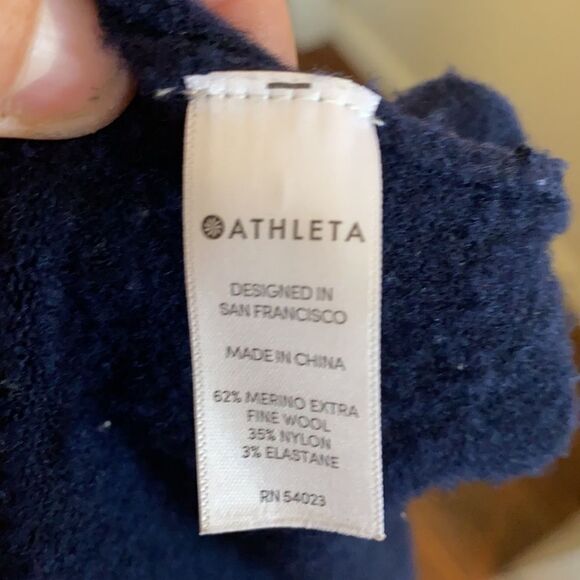 ATHLETA
DESIGNED IN
SAN FRANCISCO
MADE IN CHINA
62% MERINO EXTRA
FINE WOOL
35% NYLON
3% ELASTANE
RN 54023